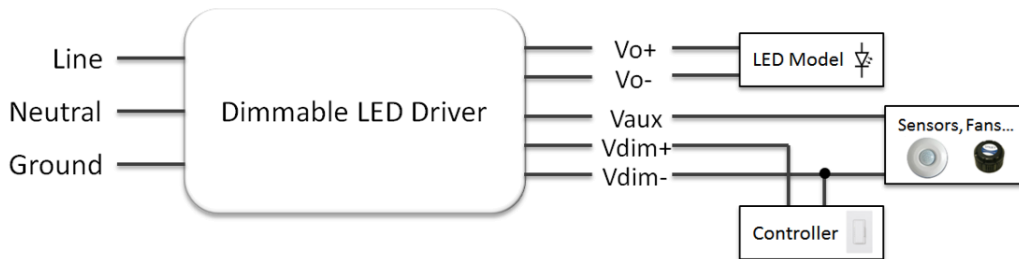 Line
Neutral
Ground
Dimmable LED Driver
Vo+
Vo-
Vaux
Vdim+
Vdim-
LED Model
Sensors, Fans...
Controller